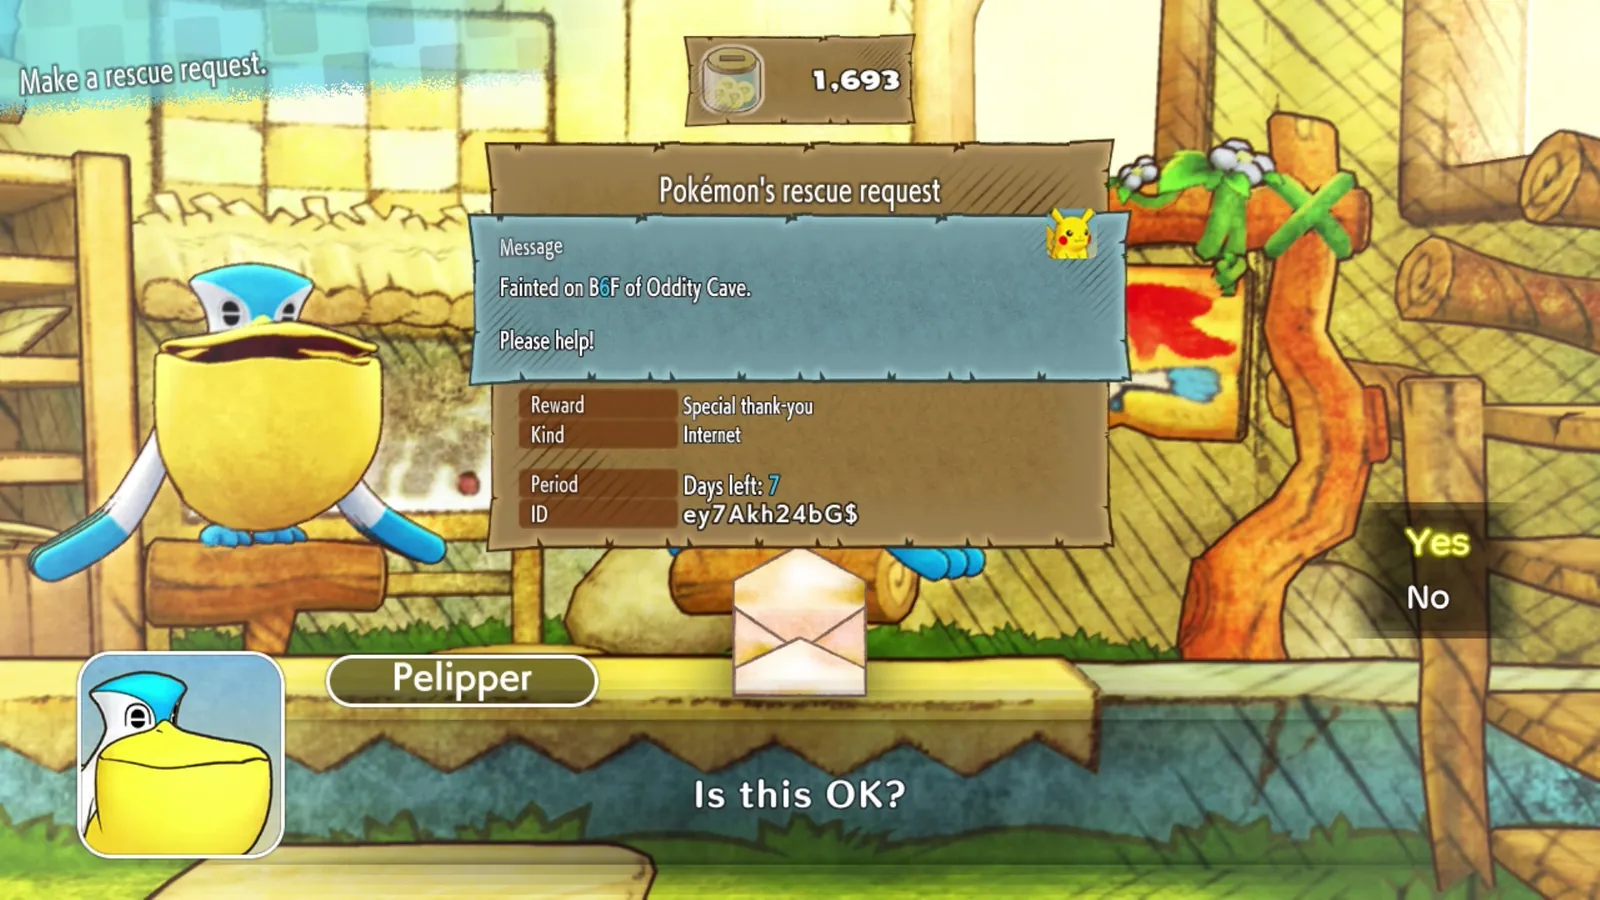 Make a rescue request.
1,693
Pokémon's rescue request
Message
Fainted on B6F of Oddity Cave.
Please help!
Reward Special thank-you
Kind Internet
Period Days left: 7
ID ey7Akh24bG$
Yes
No
Pelipper
Is this OK?